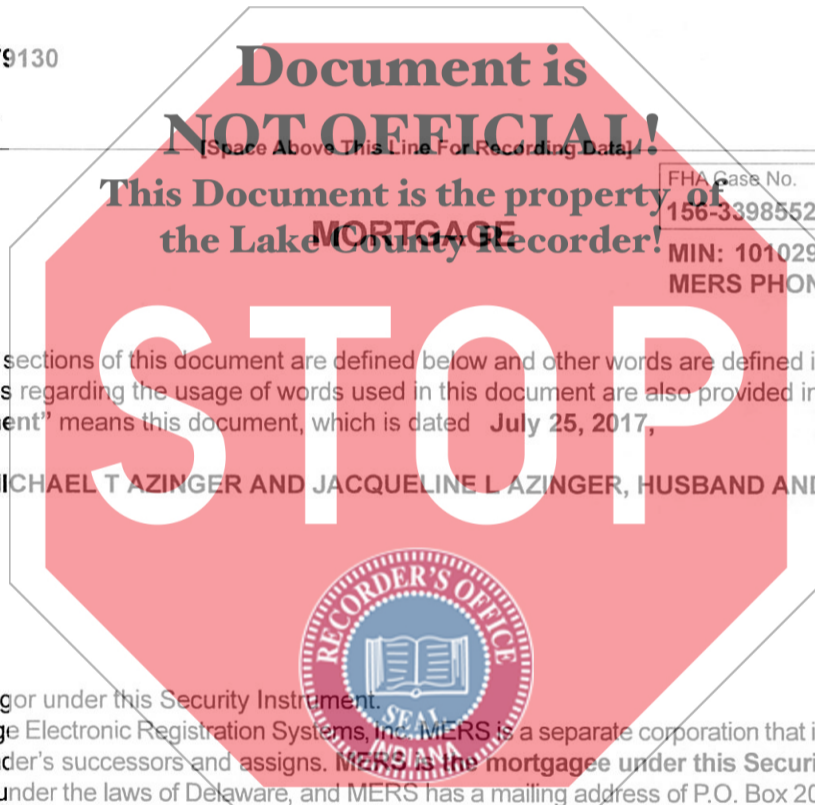 79130
Document is
NOT OFFICIAL!
[Space Above This Line For Recording Data]
This Document is the property of
the Lake County Recorder!
FHA Case No.
156-3398552
MORTGAGE
MIN: 101029
MERS PHON
STOP
sections of this document are defined below and other words are defined i
s regarding the usage of words used in this document are also provided in
ent” means this document, which is dated July 25, 2017,
ICHAEL T AZINGER AND JACQUELINE L AZINGER, HUSBAND AND
RECORDER'S OFFICE
SEAL
INDIANA
gor under this Security Instrument.
ge Electronic Registration Systems, Inc. MERS is a separate corporation that i
der's successors and assigns. MERS is the mortgagee under this Securi
under the laws of Delaware, and MERS has a mailing address of P.O. Box 20